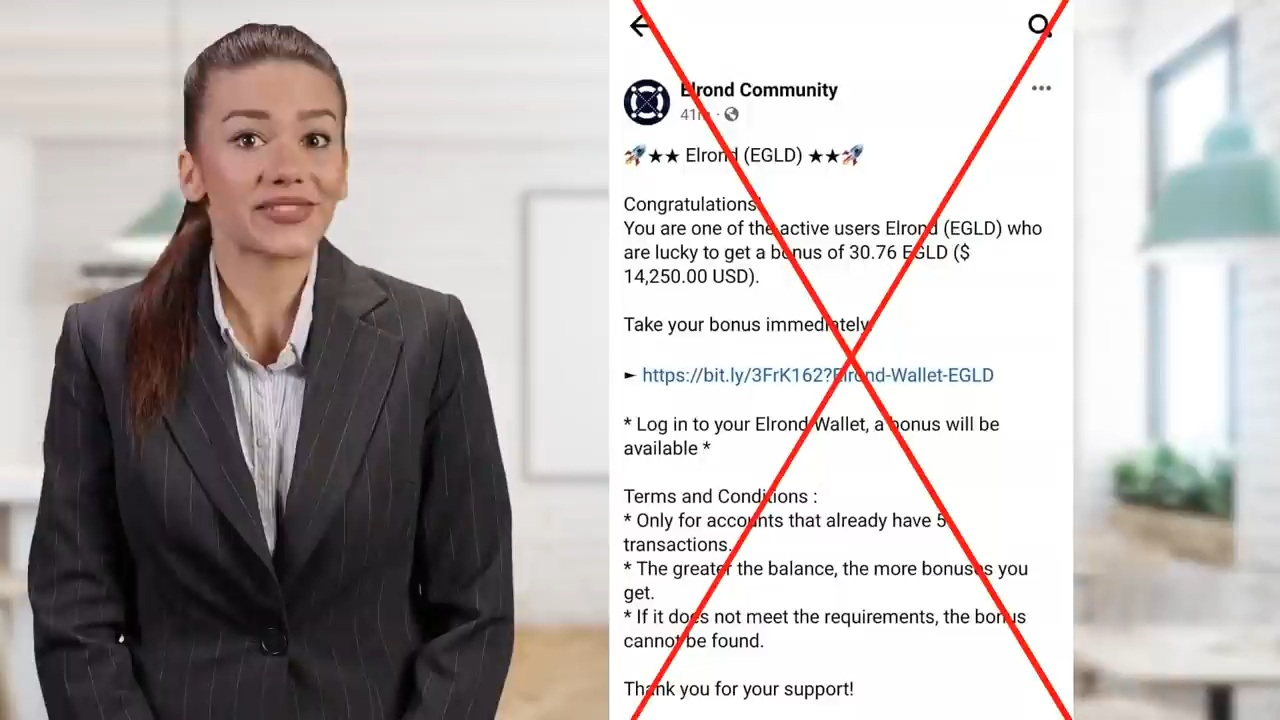 Elrond Community
41m
Elrond (EGLD)
Congratulations!
You are one of the active users Elrond (EGLD) who
are lucky to get a bonus of 30.76 EGLD ($
14,250.00 USD).
Take your bonus immediately.
► https://bit.ly/3FrK162?Elrond-Wallet-EGLD
* Log in to your Elrond Wallet, a bonus will be
available *
Terms and Conditions :
* Only for accounts that already have 5
transactions.
* The greater the balance, the more bonuses you
get.
* If it does not meet the requirements, the bonus
cannot be found.
Thank you for your support!